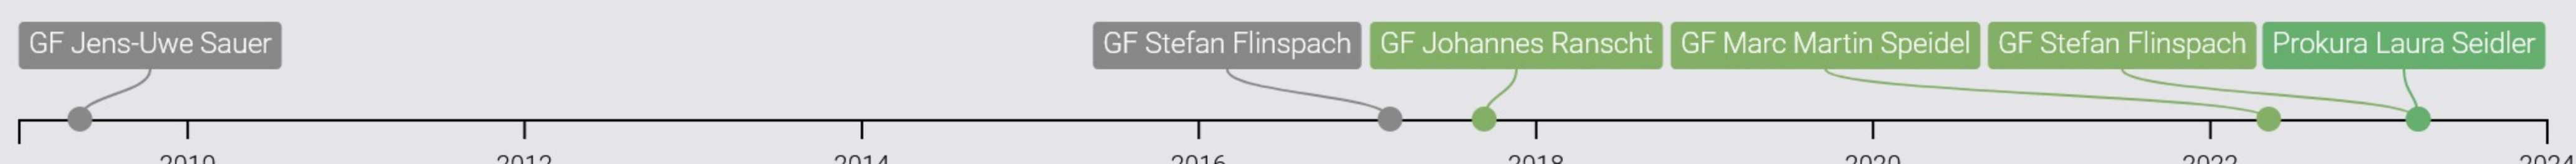 GF Jens-Uwe Sauer
GF Stefan Flinspach
GF Johannes Ranscht
GF Marc Martin Speidel
GF Stefan Flinspach
Prokura Laura Seidler
2010
2012
2014
2016
2018
2020
2022
2024